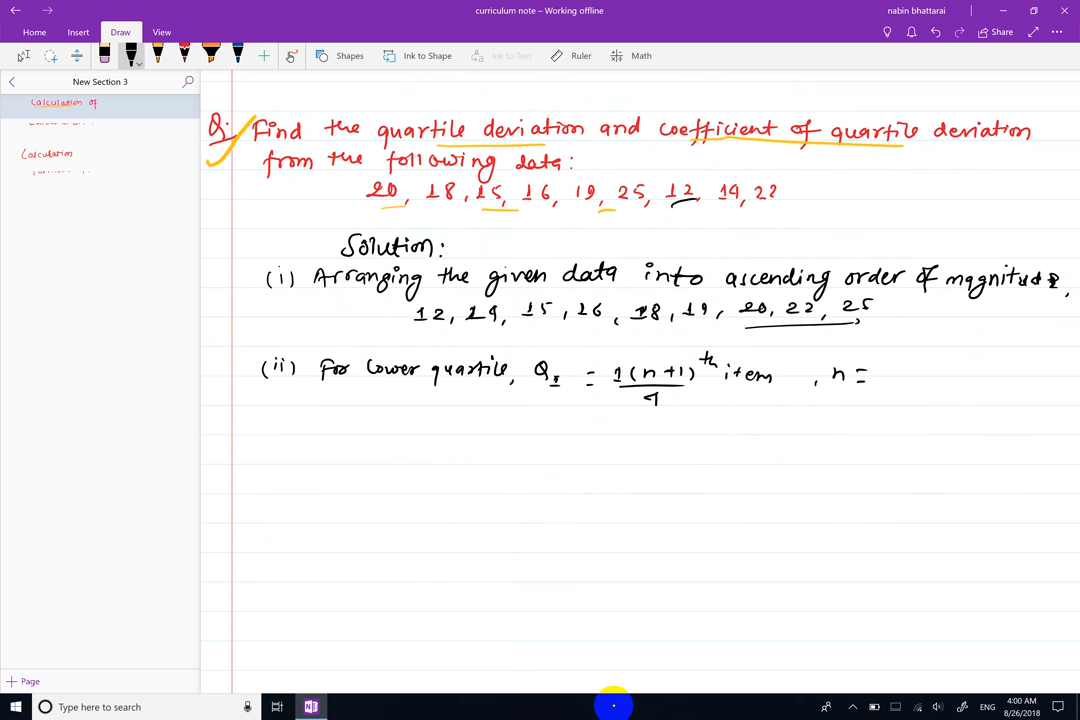 curriculum note – Working offline
nabin bhattarai
Home Insert Draw View
Share
Shapes Ink to Shape Ink to Text Ruler Math
New Section 3
Calculation of
Calculation
Q. Find the quartile deviation and coefficient of quartile deviation
from the following data:
20, 18, 15, 16, 19, 25, 12, 14, 22
Solution:
(i) Arranging the given data into ascending order of magnitude,
12, 14, 15, 16, 18, 19, 20, 22, 25
(ii) For lower quartile, Q₁ = 1(n+1)/4 th item , n =
+ Page
Type here to search
ENG
4:00 AM
8/26/2018